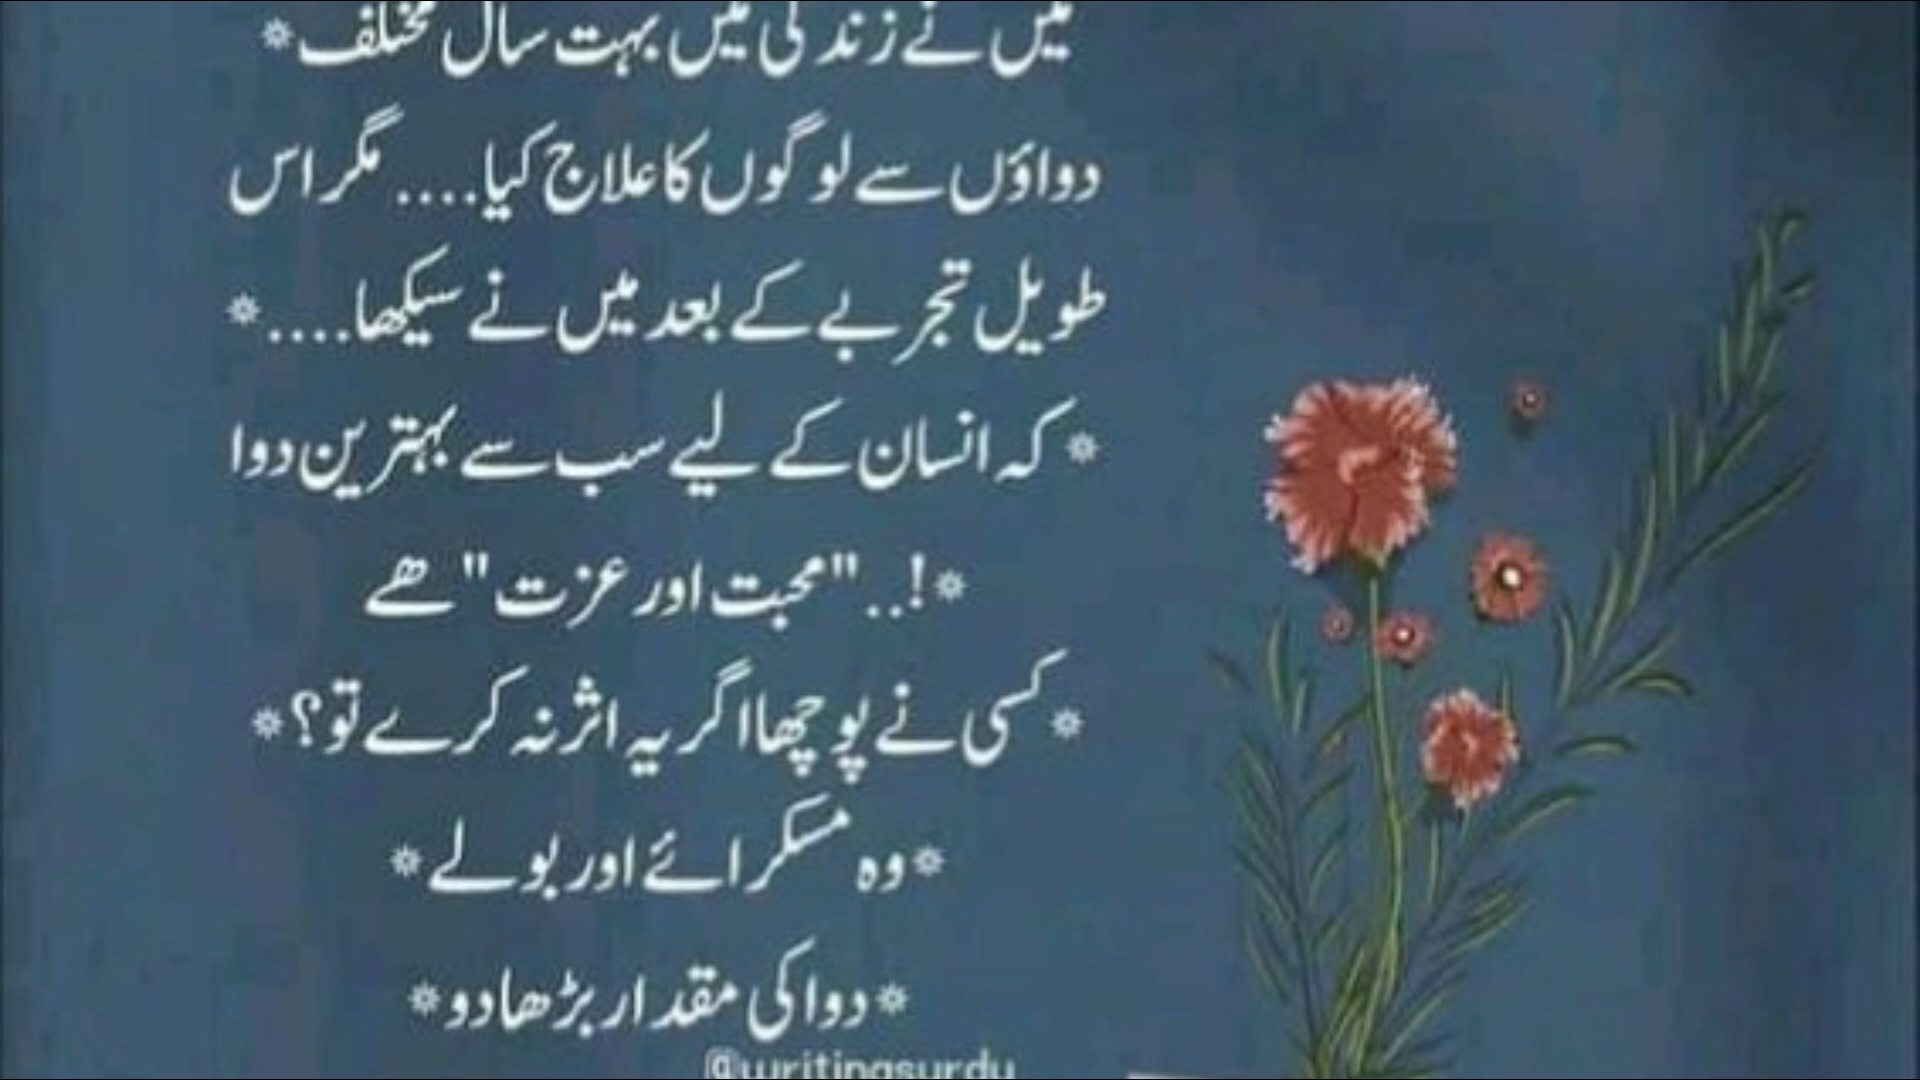 میں نے زندگی میں بہت سال مختلف*
دواؤں سے لوگوں کا علاج کیا.... مگر اس
طویل تجربے کے بعد میں نے سیکھا....*
*کہ انسان کے لیے سب سے بہترین دوا
*!.."محبت اور عزت" ھے
*کسی نے پوچھا اگر یہ اثر نہ کرے تو؟*
*وہ مسکرائے اور بولے*
*دوا کی مقدار بڑھا دو*
@writingsurdu